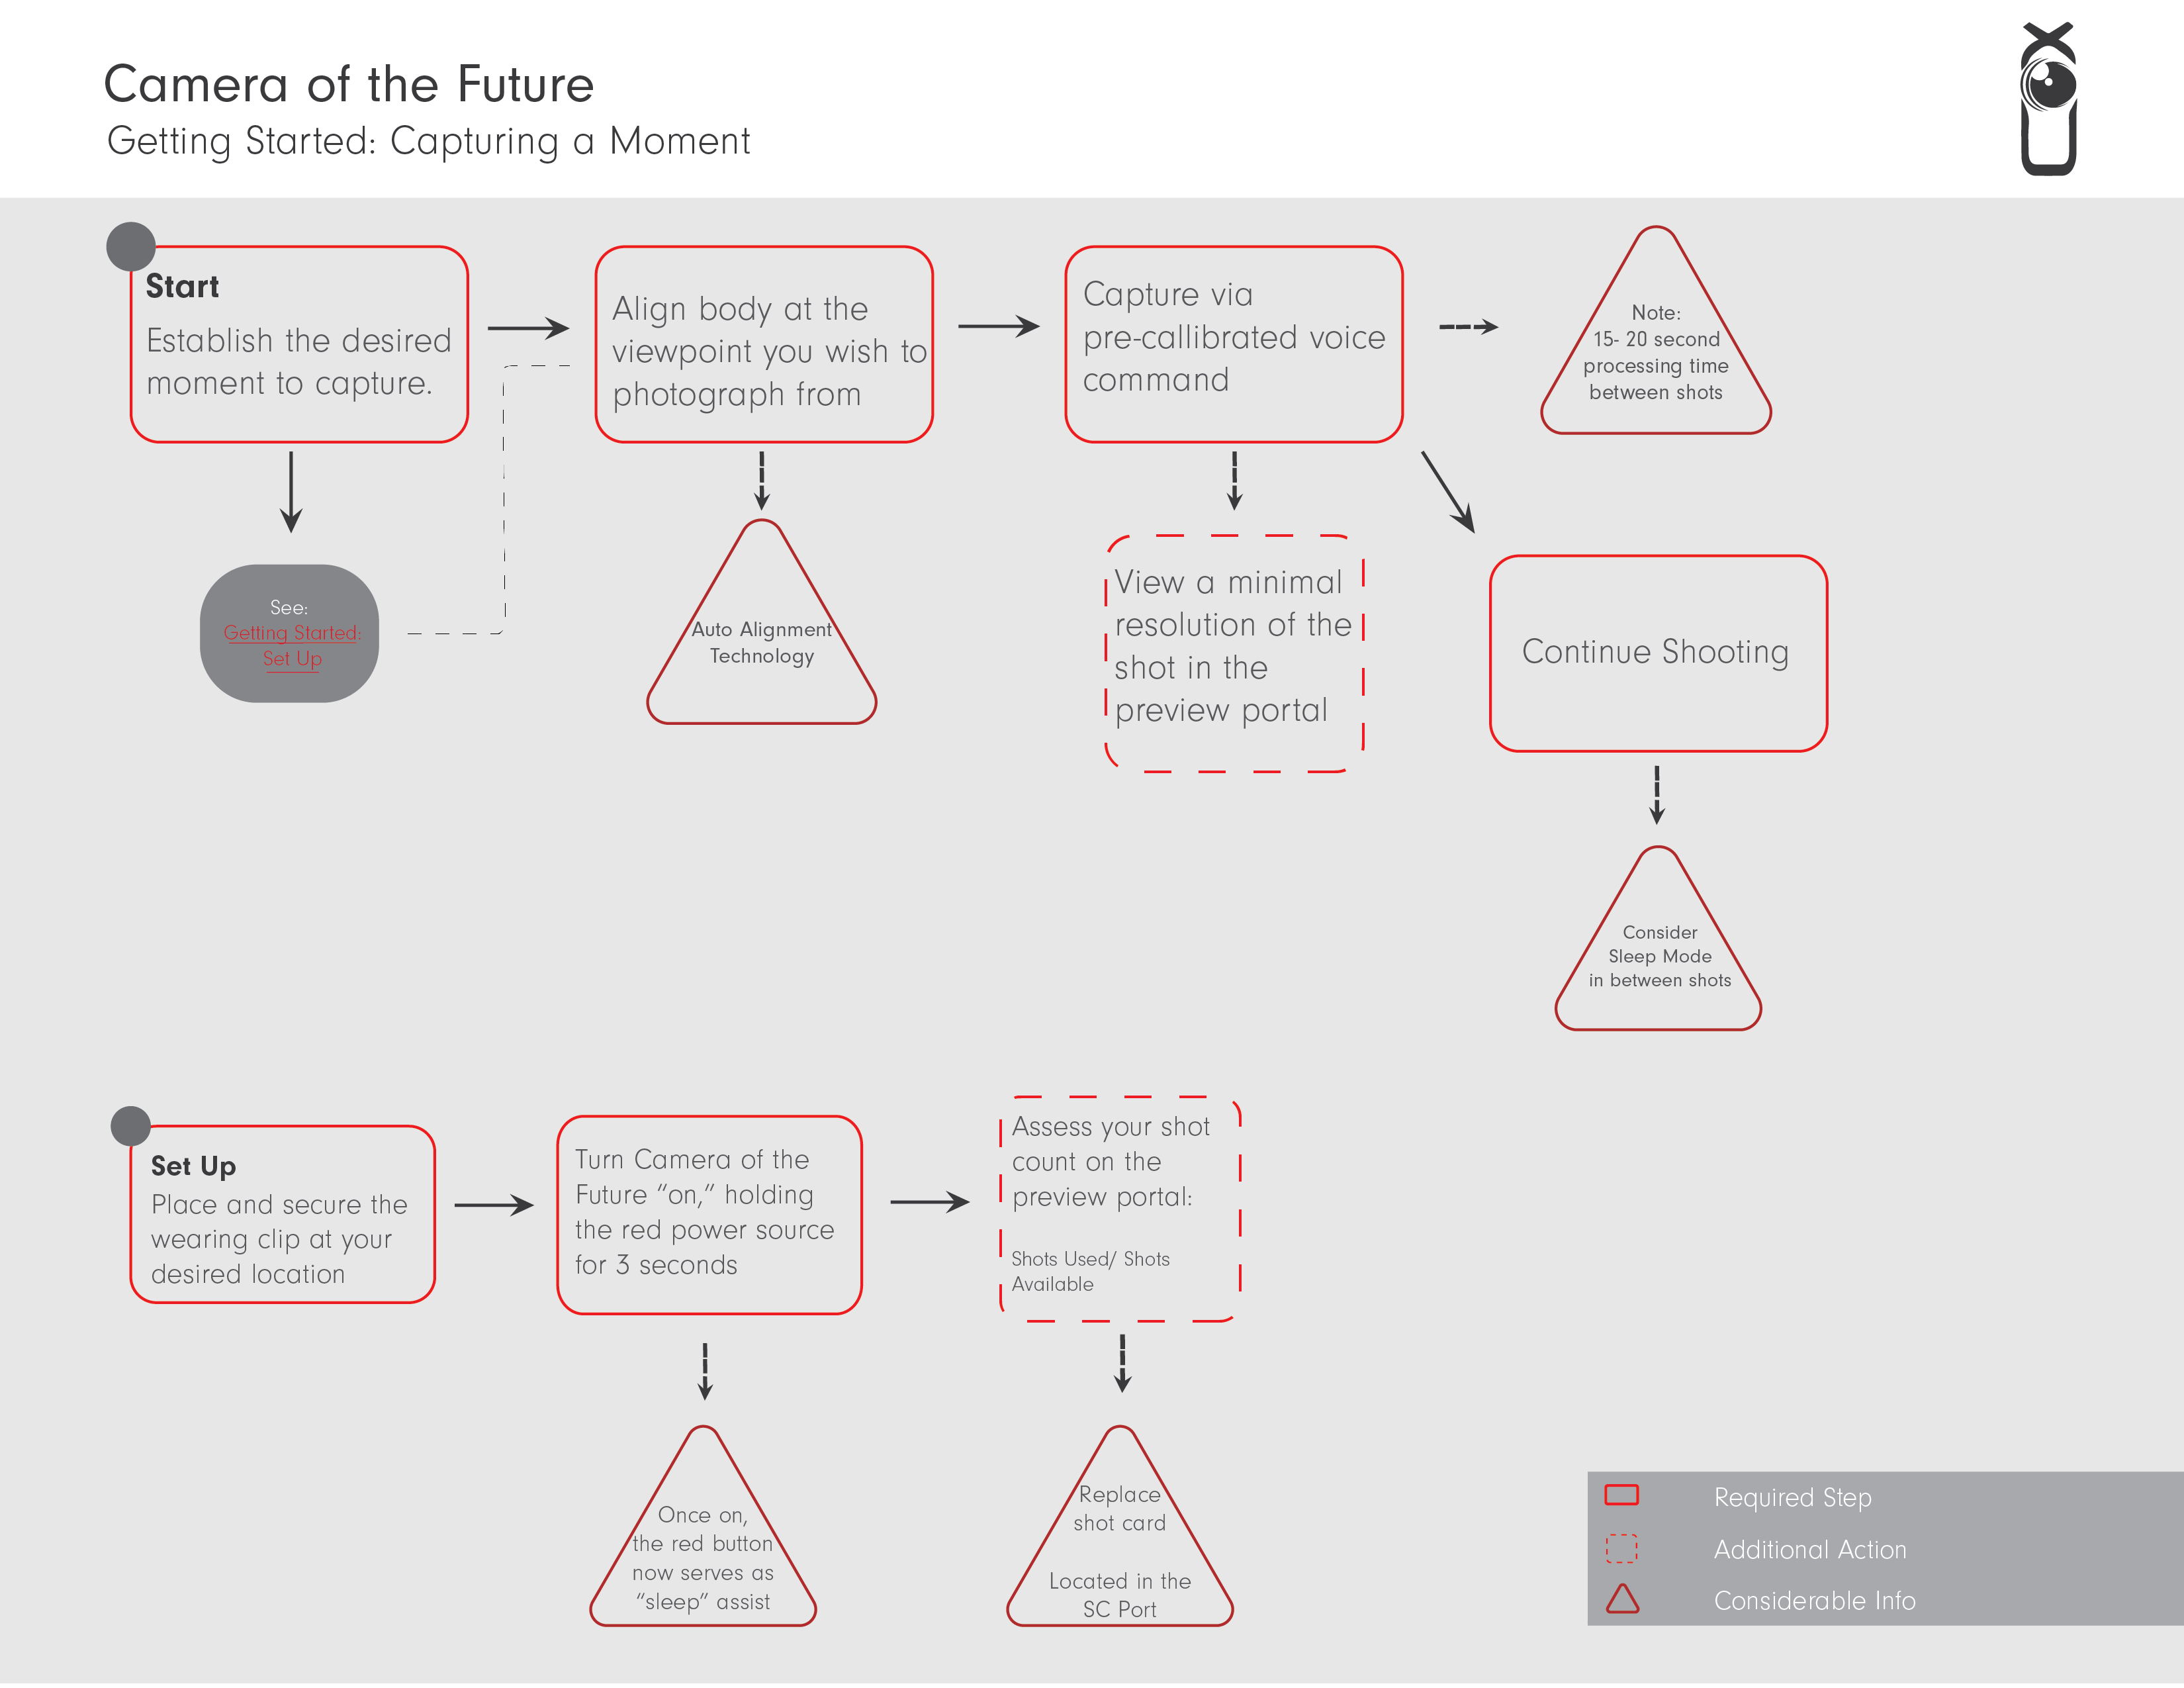 Camera of the Future
Getting Started: Capturing a Moment
Start
Establish the desired
moment to capture.
Align body at the
viewpoint you wish to
photograph from
Capture via
pre-callibrated voice
command
Note:
15- 20 second
processing time
between shots
See:
Getting Started:
Set Up
Auto Alignment
Technology
View a minimal
resolution of the
shot in the
preview portal
Continue Shooting
Consider
Sleep Mode
in between shots
Set Up
Place and secure the
wearing clip at your
desired location
Turn Camera of the
Future “on,” holding
the red power source
for 3 seconds
Assess your shot
count on the
preview portal:
Shots Used/ Shots
Available
Once on,
the red button
now serves as
“sleep” assist
Replace
shot card
Located in the
SC Port
Required Step
Additional Action
Considerable Info